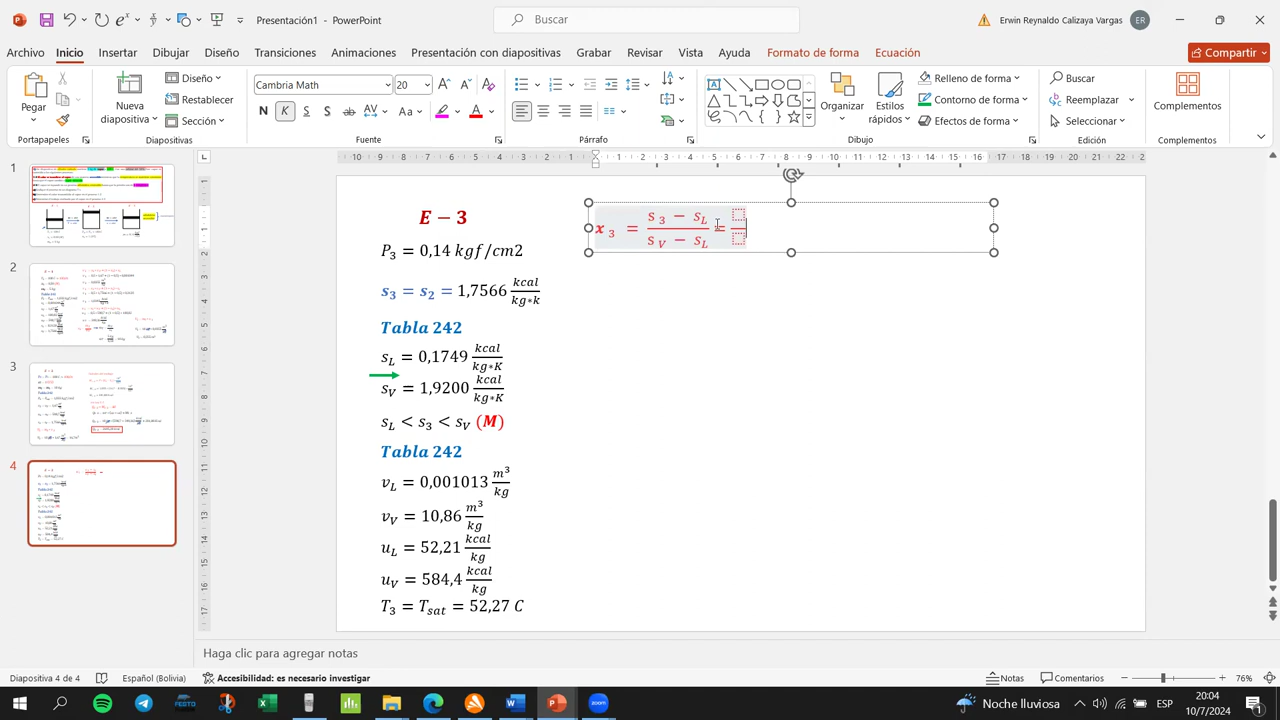 Presentación1 - PowerPoint
Buscar
Erwin Reynaldo Calizaya Vargas
ER
Archivo Inicio Insertar Dibujar Diseño Transiciones Animaciones Presentación con diapositivas Grabar Revisar Vista Ayuda Formato de forma Ecuación Compartir
Pegar
Nueva diapositiva
Diseño
Restablecer
Sección
Cambria Math 20
N K S S AV Aa A
Organizar
Estilos rápidos
Relleno de forma
Contorno de forma
Efectos de forma
Buscar
Reemplazar
Seleccionar
Complementos
Portapapeles Diapositivas Fuente Párrafo Dibujo Edición Complementos
1
2
3
4
E − 3
P₃ = 0,14 kgf/cm2
s₃ = s₂ = 1,7566 kcal/kg∗k
Tabla 242
s_L = 0,1749 kcal/kg∗K
s_V = 1,9200 kcal/kg∗K
s_L < s₃ < s_V (M)
Tabla 242
v_L = 0,001013 m³/kg
v_V = 10,86 m³/kg
u_L = 52,21 kcal/kg
u_V = 584,4 kcal/kg
T₃ = T_sat = 52,27 C
x₃ = (s₃ − s_L)/(s_V − s_L) =
Haga clic para agregar notas
Diapositiva 4 de 4 Español (Bolivia) Accesibilidad: es necesario investigar Notas Comentarios 76%
Noche lluviosa ESP 20:04 10/7/2024